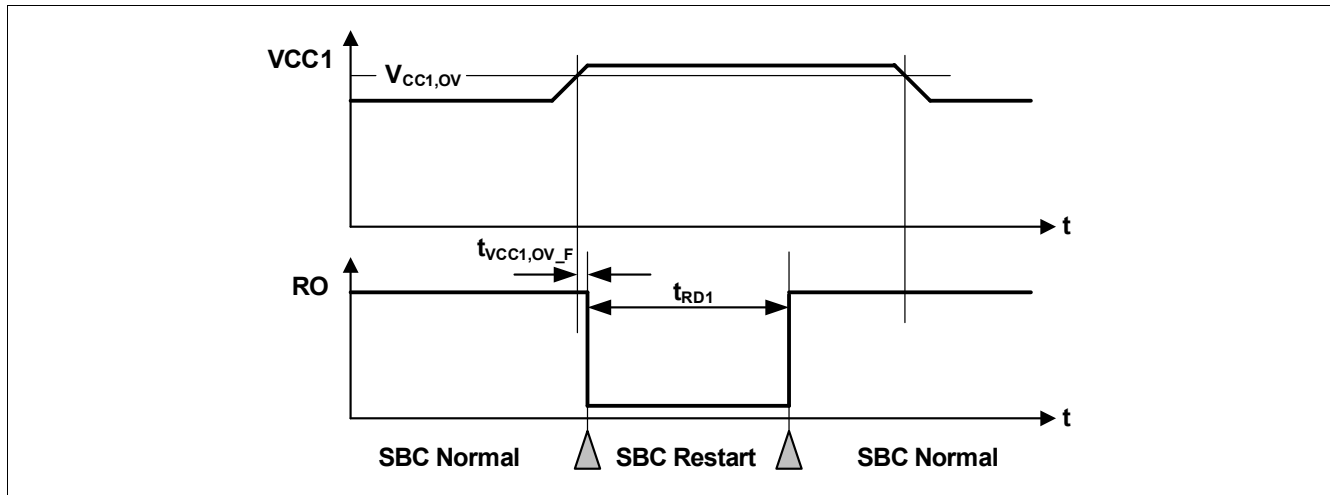 VCC1
VCC1,OV
t
tVCC1,OV_F
RO
tRD1
t
SBC Normal
SBC Restart
SBC Normal